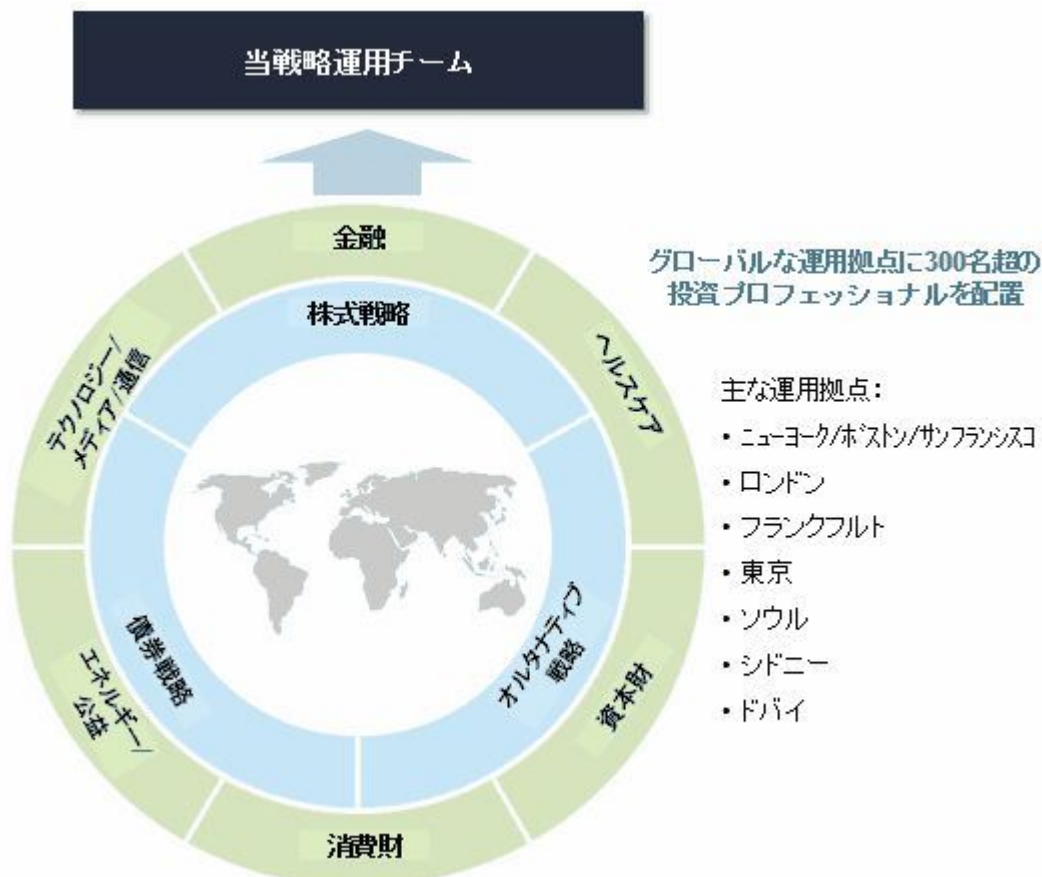 当戦略運用チーム
金融
株式戦略
グローバルな運用拠点に300名超の
投資プロフェッショナルを配置
テクノロジー/
メディア/通信
ヘルスケア
主な運用拠点:
・ニューヨーク/ボストン/サンフランシスコ
・ロンドン
・フランクフルト
・東京
・ソウル
・シドニー
・ドバイ
債券戦略
オルタナティブ
戦略
エネルギー/
公益
資本財
消費財